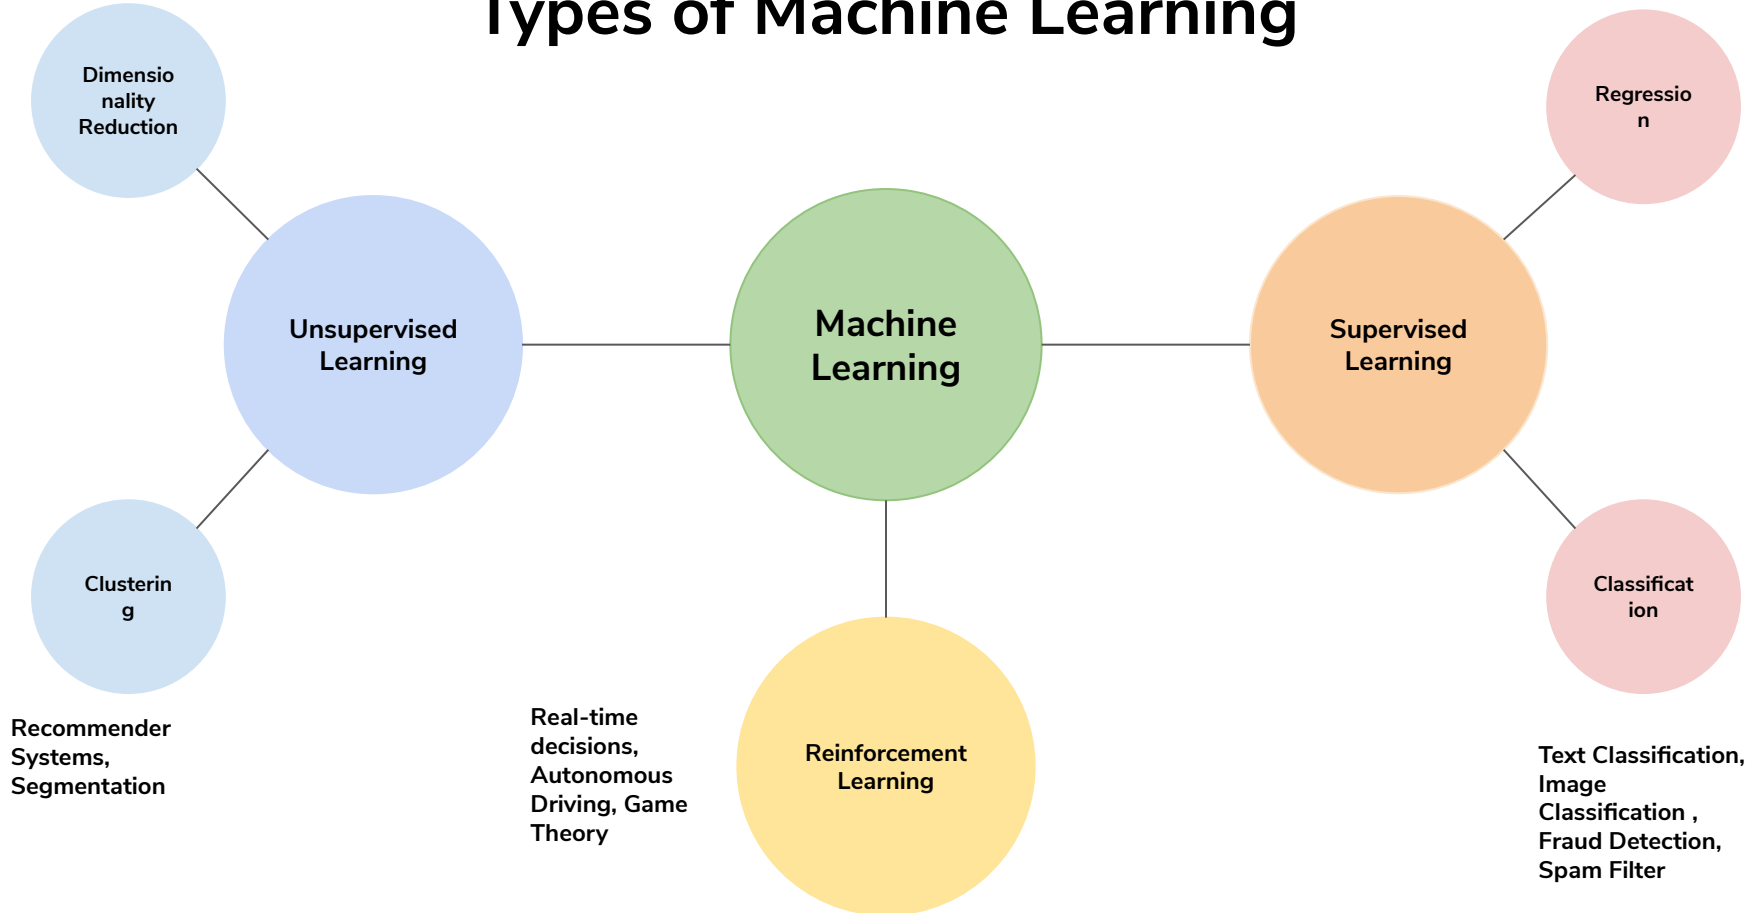 Types of Machine Learning
Dimensio
nality
Reduction
Regressio
n
Unsupervised
Learning
Machine
Learning
Supervised
Learning
Clusterin
g
Classificat
ion
Recommender
Systems,
Segmentation
Real-time
decisions,
Autonomous
Driving, Game
Theory
Reinforcement
Learning
Text Classification,
Image
Classification ,
Fraud Detection,
Spam Filter